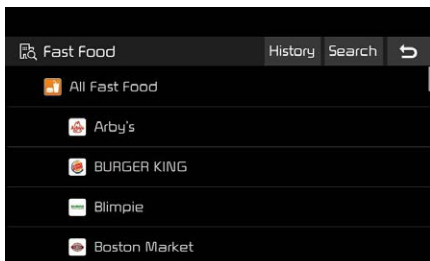 Fast Food History Search
All Fast Food
Arby's
BURGER KING
Blimpie
Boston Market